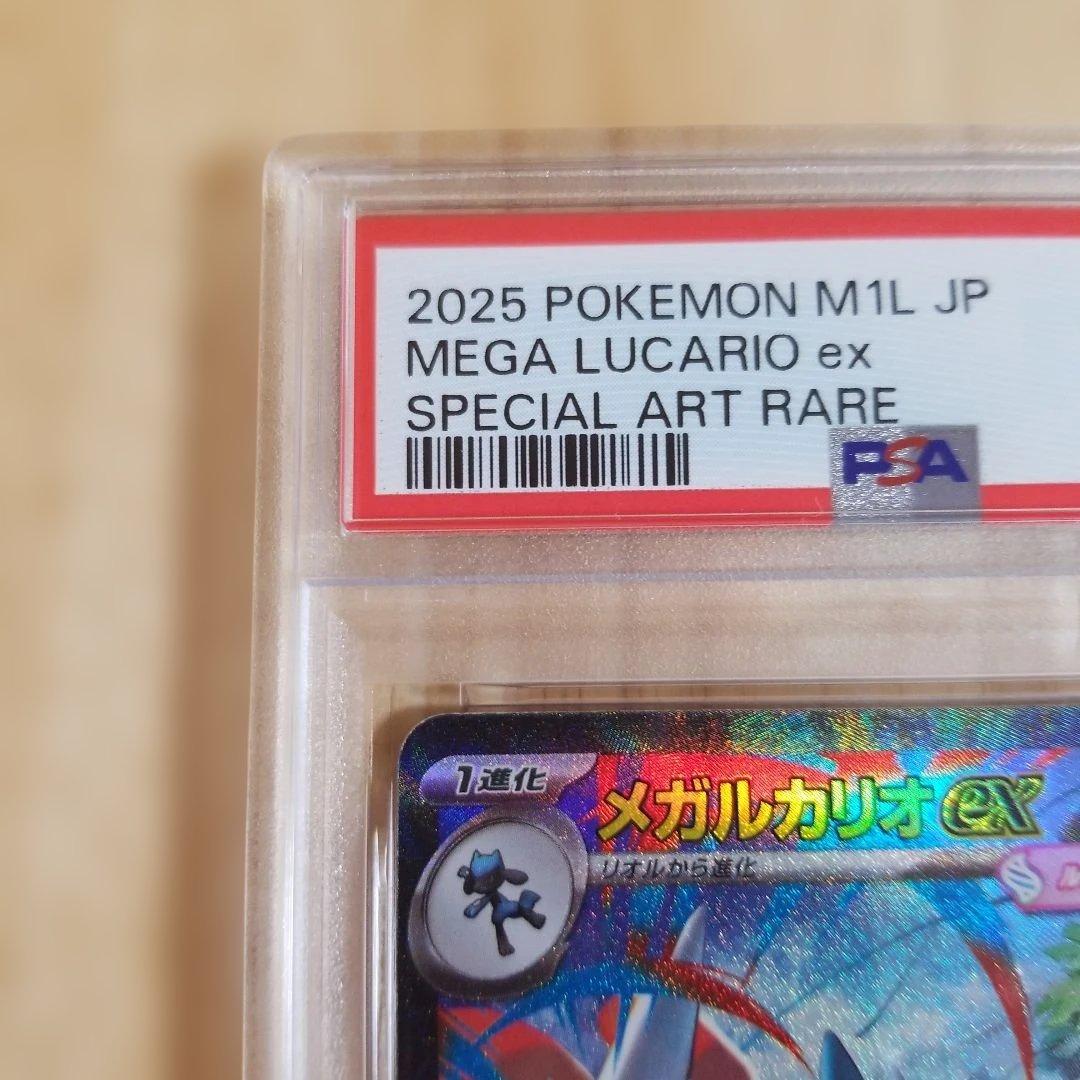 2025 POKEMON M1L JP
MEGA LUCARIO ex
SPECIAL ART RARE
PSA
1進化
メガルカリオex
リオルから進化